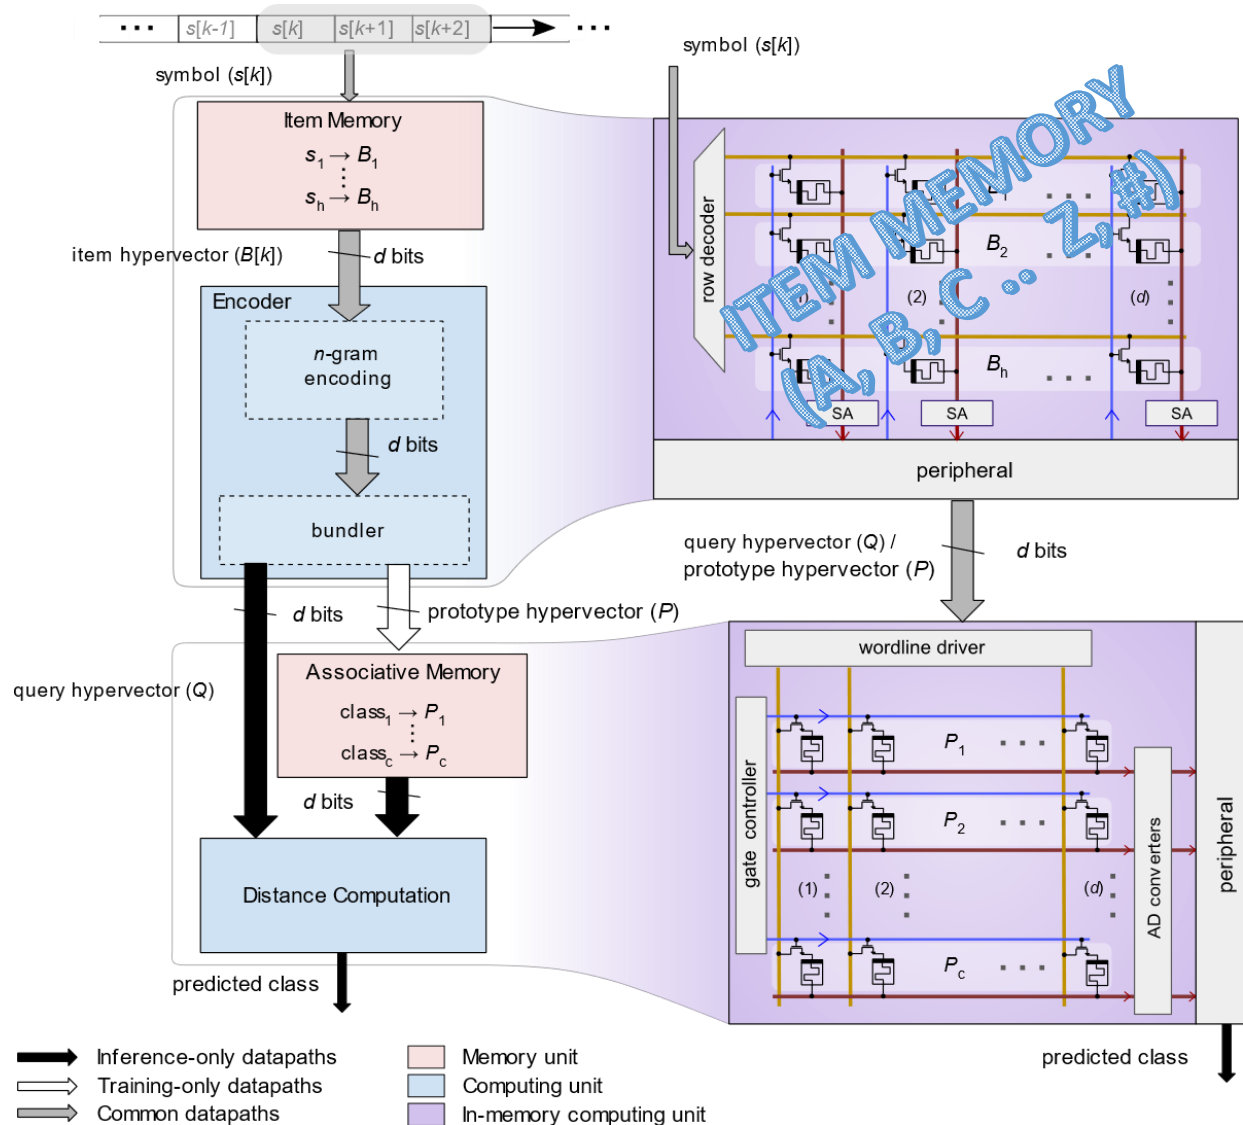 s[k-1] s[k] s[k+1] s[k+2]
symbol (s[k])
Item Memory
s1 → B1
sh → Bh
item hypervector (B[k])
d bits
Encoder
n-gram
encoding
d bits
bundler
d bits
prototype hypervector (P)
query hypervector (Q)
Associative Memory
class1 → P1
classc → Pc
d bits
Distance Computation
predicted class
symbol (s[k])
row decoder
ITEM MEMORY
(A, B, C ·· Z, #)
B2
(2)
(d)
Bh
SA SA SA
peripheral
query hypervector (Q) /
prototype hypervector (P)
d bits
wordline driver
gate controller
P1
P2
(1) (2) (d)
Pc
AD converters
peripheral
predicted class
Inference-only datapaths
Training-only datapaths
Common datapaths
Memory unit
Computing unit
In-memory computing unit